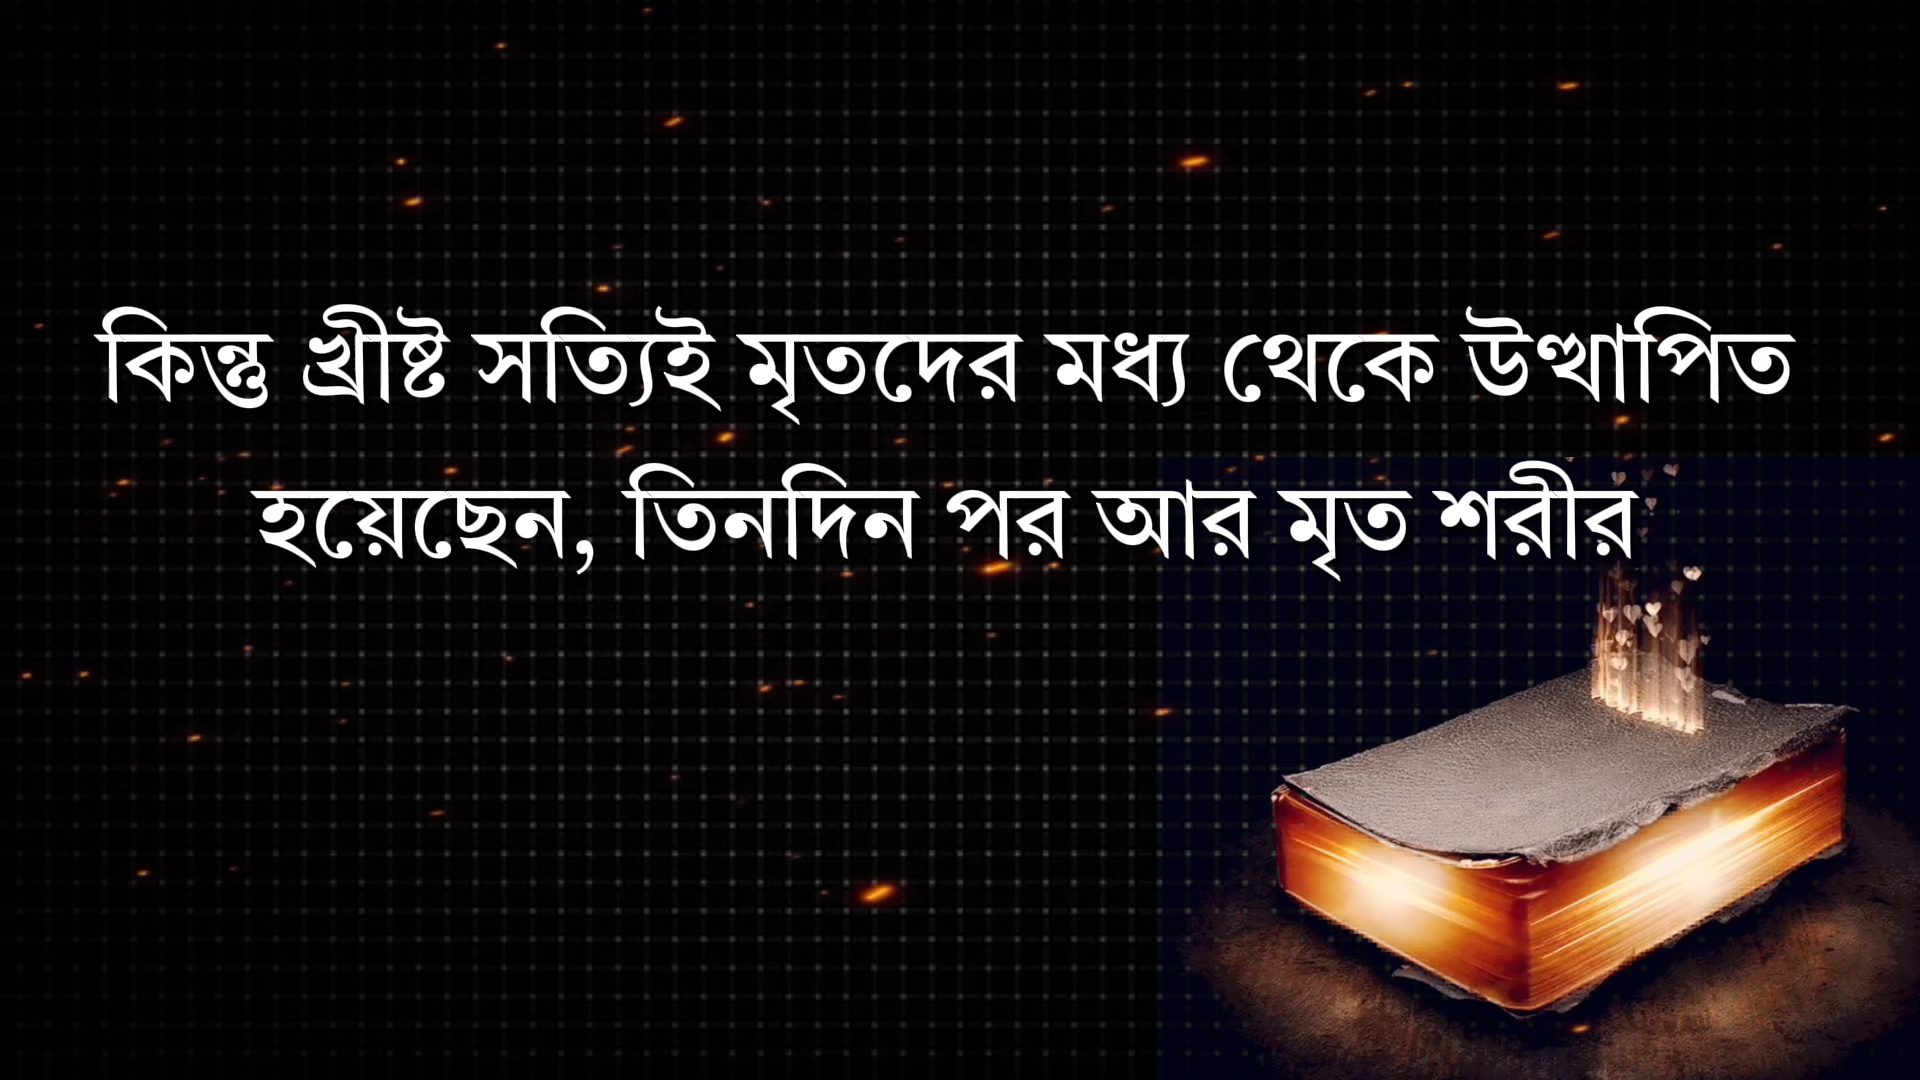 কিন্তু খ্রীষ্ট সত্যিই মৃতদের মধ্য থেকে উত্থাপিত
হয়েছেন, তিনদিন পর আর মৃত শরীর